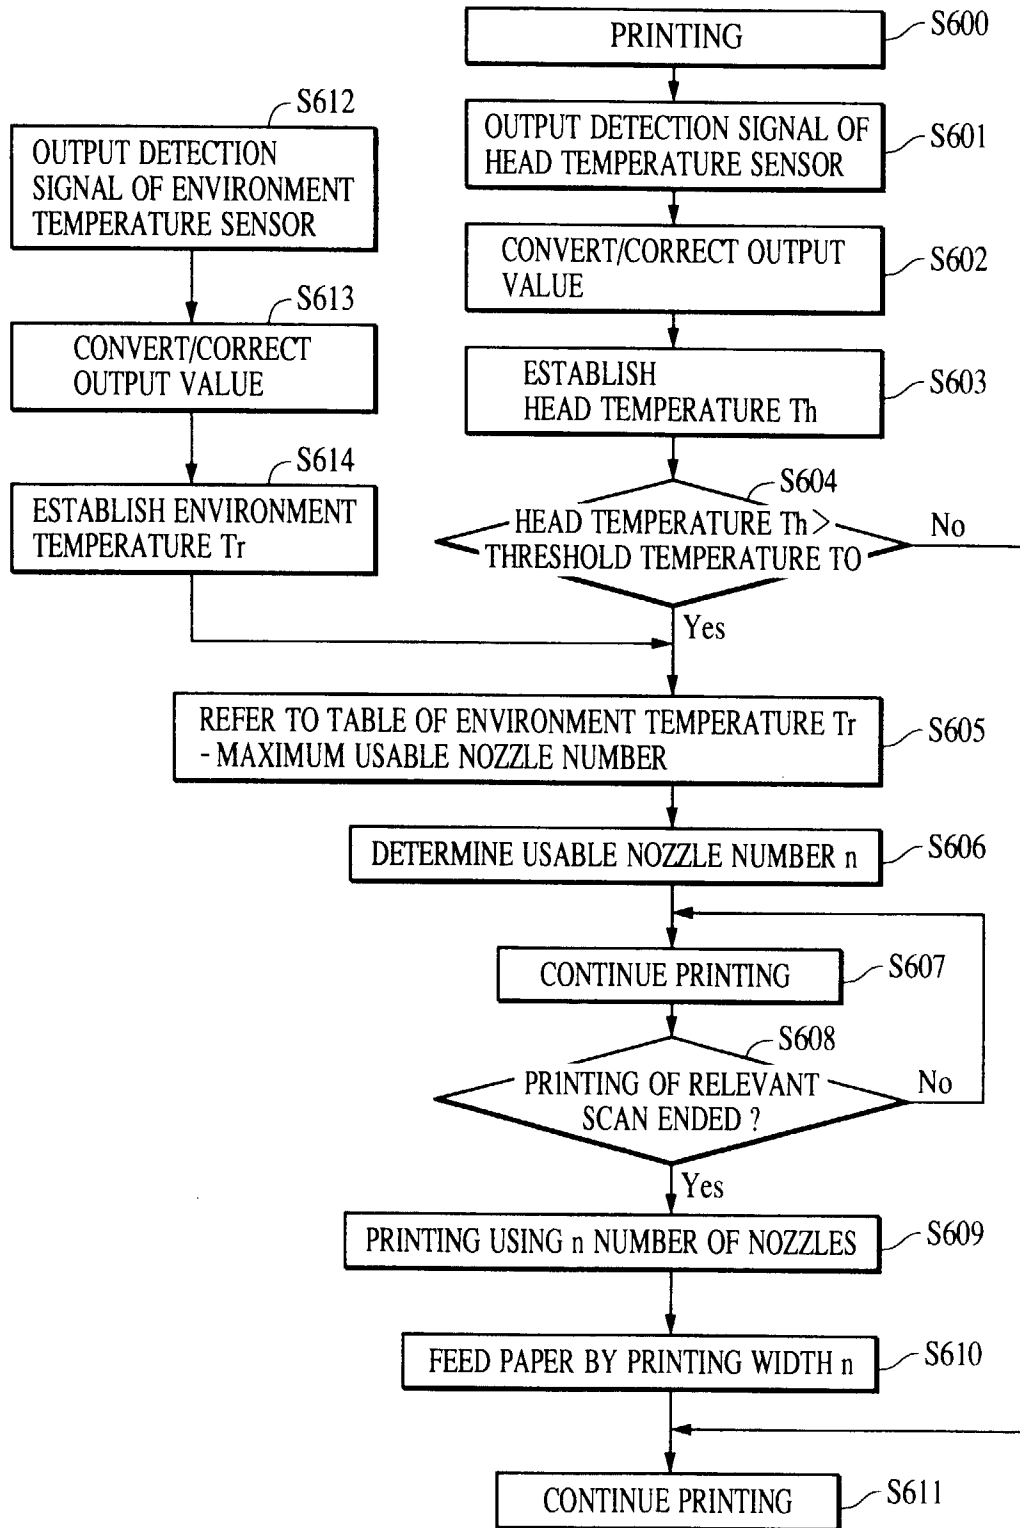 PRINTING
S600
OUTPUT DETECTION SIGNAL OF
HEAD TEMPERATURE SENSOR
S601
CONVERT/CORRECT OUTPUT
VALUE
S602
ESTABLISH
HEAD TEMPERATURE Th
S603
S612
OUTPUT DETECTION
SIGNAL OF ENVIRONMENT
TEMPERATURE SENSOR
S613
CONVERT/CORRECT
OUTPUT VALUE
S614
ESTABLISH ENVIRONMENT
TEMPERATURE Tr
S604
HEAD TEMPERATURE Th>
THRESHOLD TEMPERATURE TO
No
Yes
REFER TO TABLE OF ENVIRONMENT TEMPERATURE Tr
- MAXIMUM USABLE NOZZLE NUMBER
S605
DETERMINE USABLE NOZZLE NUMBER n
S606
CONTINUE PRINTING
S607
S608
PRINTING OF RELEVANT
SCAN ENDED ?
No
Yes
PRINTING USING n NUMBER OF NOZZLES
S609
FEED PAPER BY PRINTING WIDTH n
S610
CONTINUE PRINTING
S611